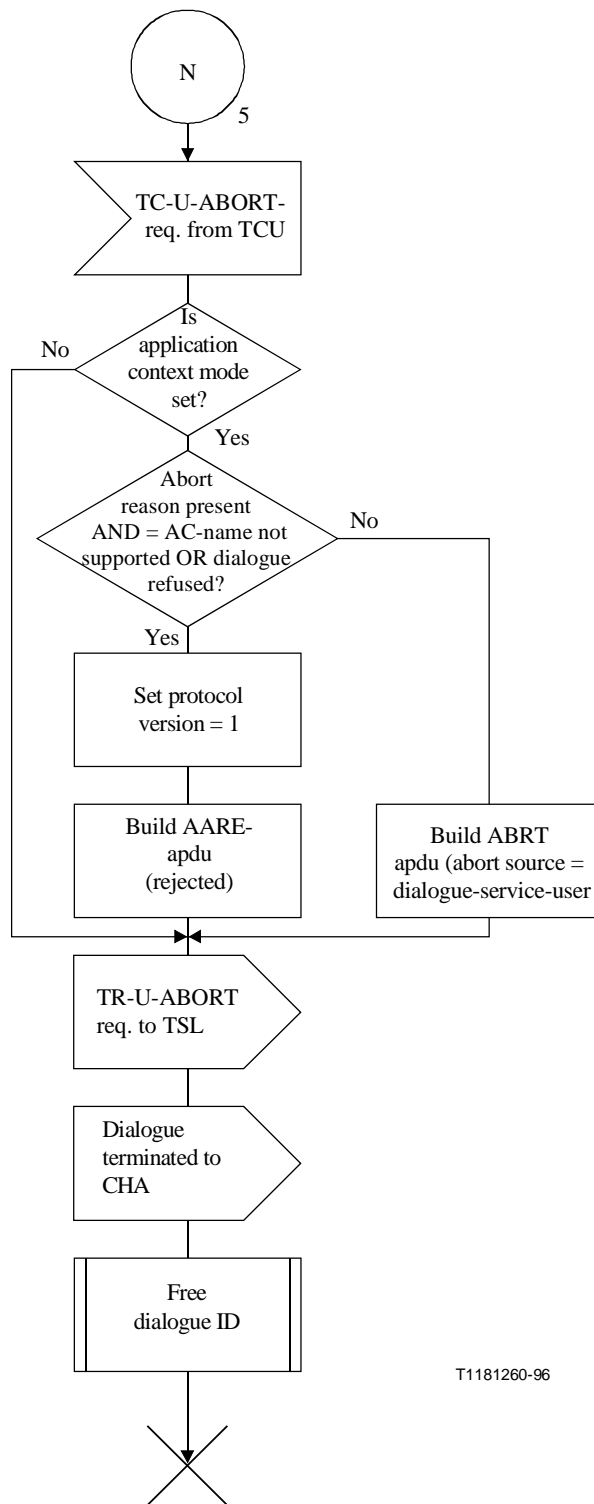 N
5
TC-U-ABORT-
req. from TCU
Is
application
context mode
set?
No
Yes
Abort
reason present
AND = AC-name not
supported OR dialogue
refused?
No
Yes
Set protocol
version = 1
Build AARE-
apdu
(rejected)
Build ABRT
apdu (abort source =
dialogue-service-user
TR-U-ABORT
req. to TSL
Dialogue
terminated to
CHA
Free
dialogue ID
T1181260-96